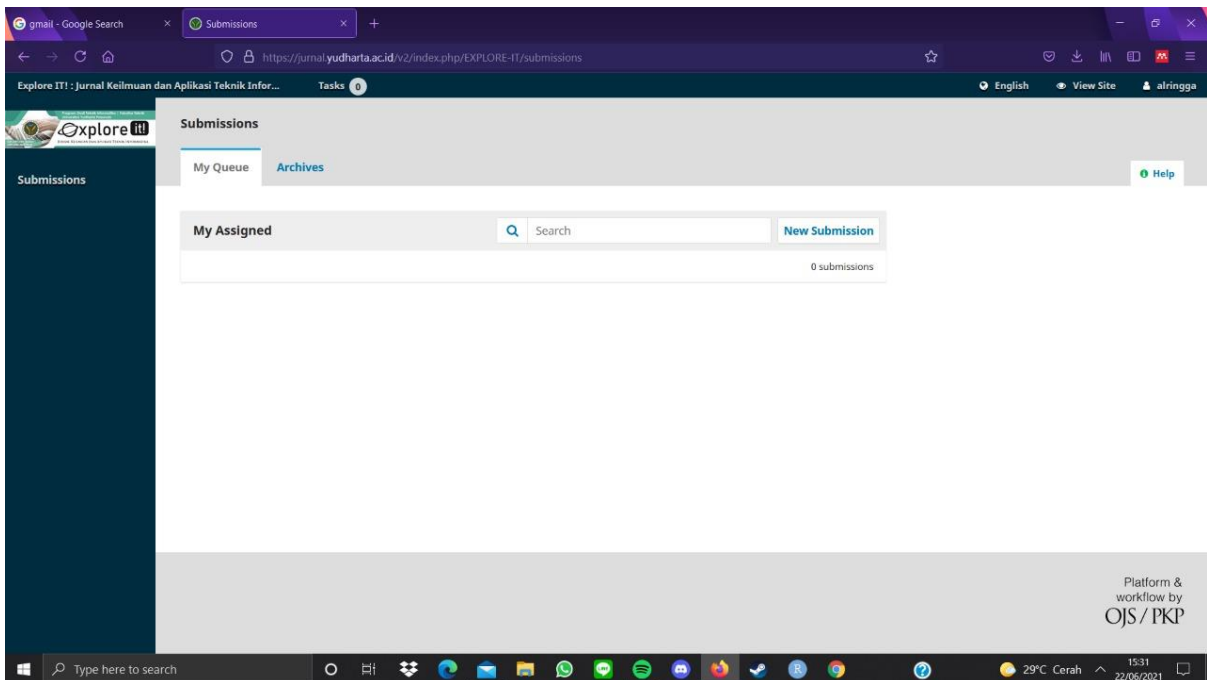 gmail - Google Search
Submissions
https://jurnal.yudharta.ac.id/v2/index.php/EXPLORE-IT/submissions
Explore IT! : Jurnal Keilmuan dan Aplikasi Teknik Infor... Tasks 0 English View Site alringga
Explore it!
Submissions
Submissions
My Queue Archives Help
My Assigned Search New Submission
0 submissions
Platform &
workflow by
OJS / PKP
Type here to search 29°C Cerah 15:31
22/06/2021